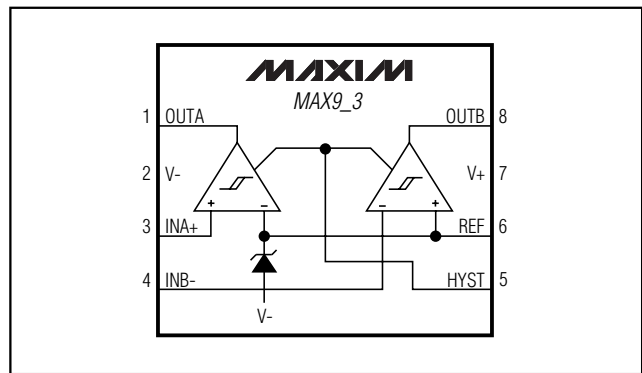 MAXIM
MAX9_3
1 OUTA
OUTB 8
2 V-
V+ 7
+ -
- +
3 INA+
REF 6
4 INB-
HYST 5
V-